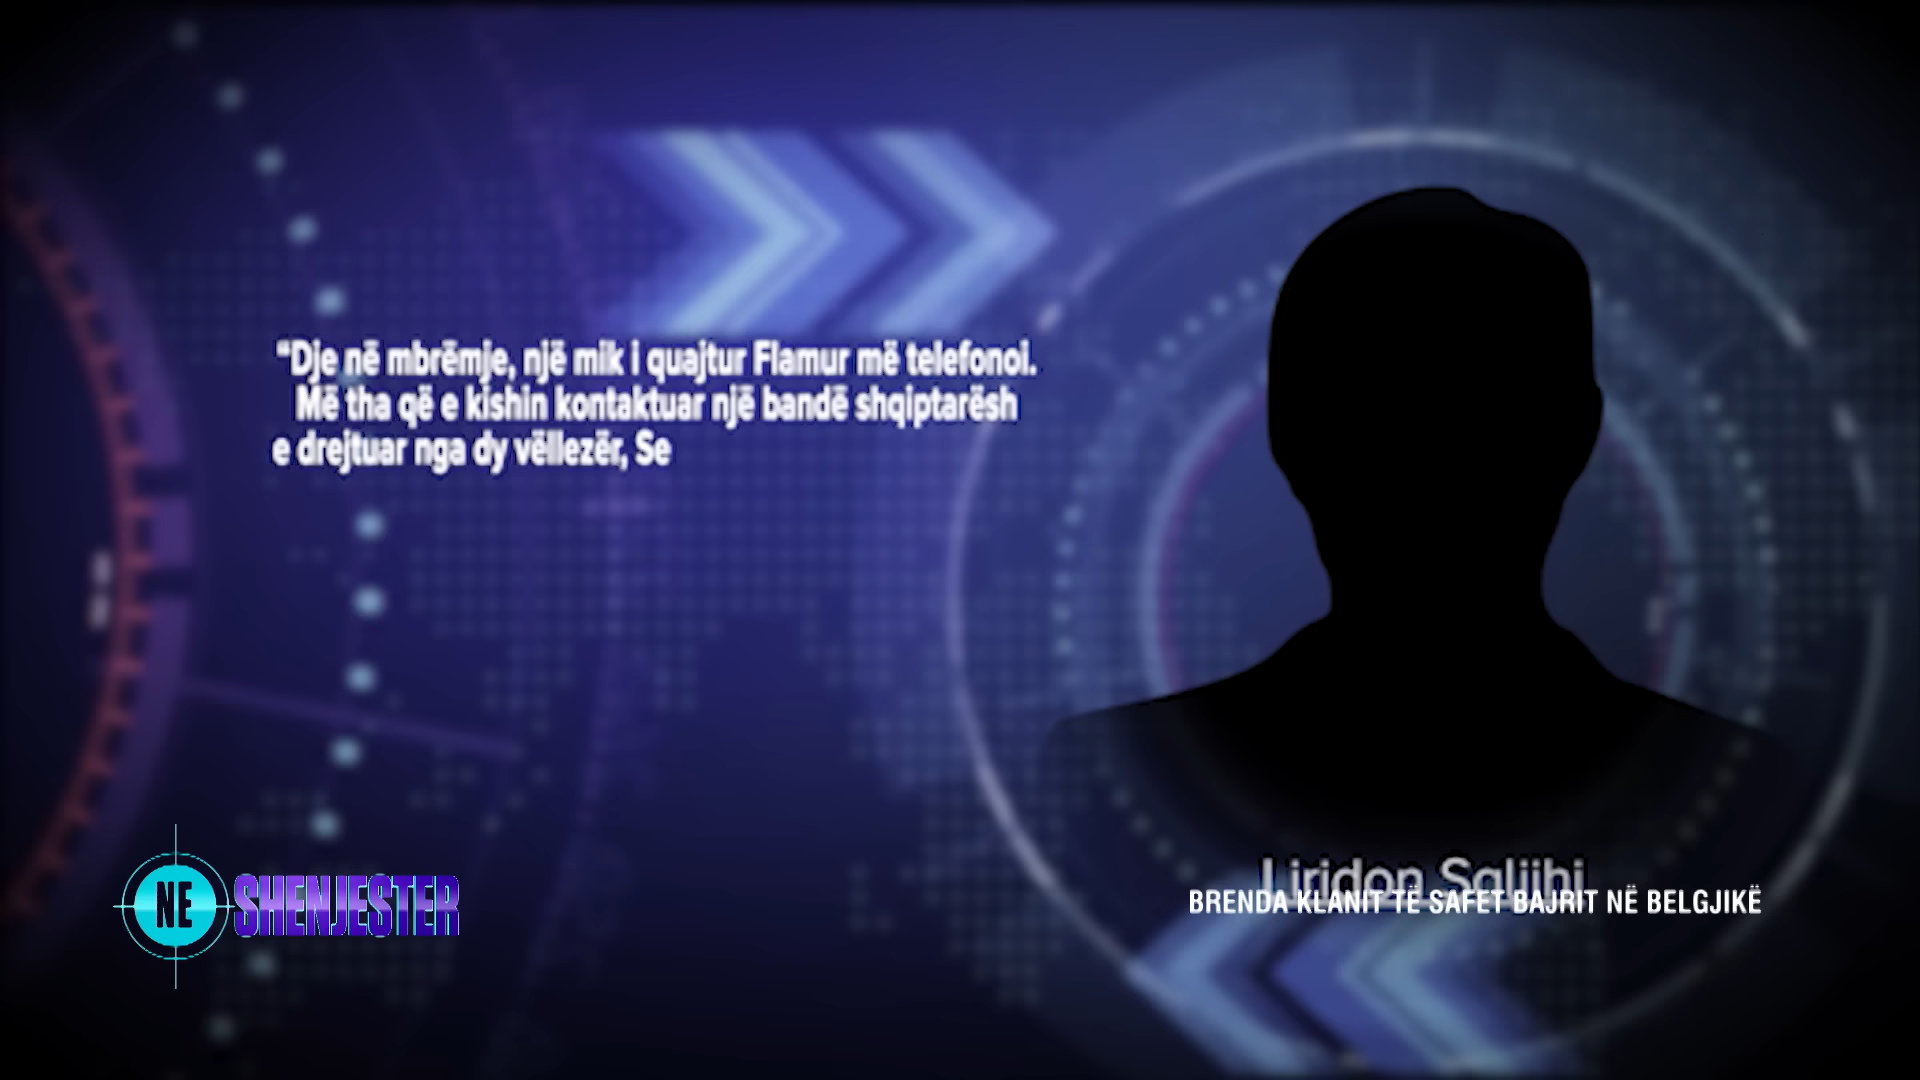 “Dje në mbrëmje, një mik i quajtur Flamur më telefonoi.
Më tha që e kishin kontaktuar një bandë shqiptarësh
e drejtuar nga dy vëllezër, Se
Liridon
BRENDA KLANIT TË SAFET BAJRIT NË BELGJIKË
NE SHENJESTER